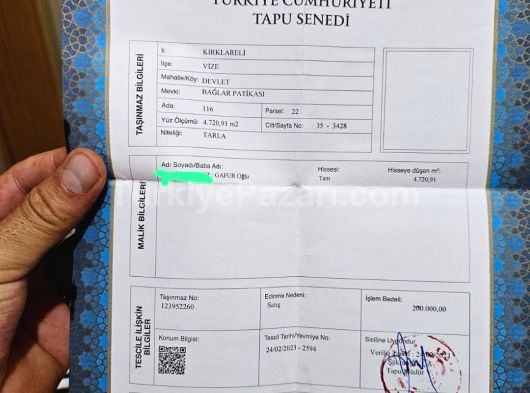 TÜRKİYE CUMHURİYETİ
TAPU SENEDİ
TAŞINMAZ BİLGİLERİ
İl: KIRKLARELİ
İlçe: VİZE
Mahalle/Köy: DEVLET
Mevki: BAĞLAR PATİKASI
Ada: 116 Parsel: 22
Yüz Ölçümü: 4.720,91 m2 Cilt/Sayfa No: 35 - 3428
Niteliği: TARLA
MALİK BİLGİLERİ
Adı Soyadı/Baba Adı: Hissesi: Hisseye düşen m²:
: GAFUR Oğlu Tam 4.720,91
TürkiyePazari.com
TESCİLE İLİŞKİN BİLGİLER
Taşınmaz No: Edinme Nedeni: İşlem Bedeli:
123952260 Satış 200.000,00
Konum Bilgisi: Tescil Tarihi/Yevmiye No: Siciline Uygundur
24/02/2023 - 2594